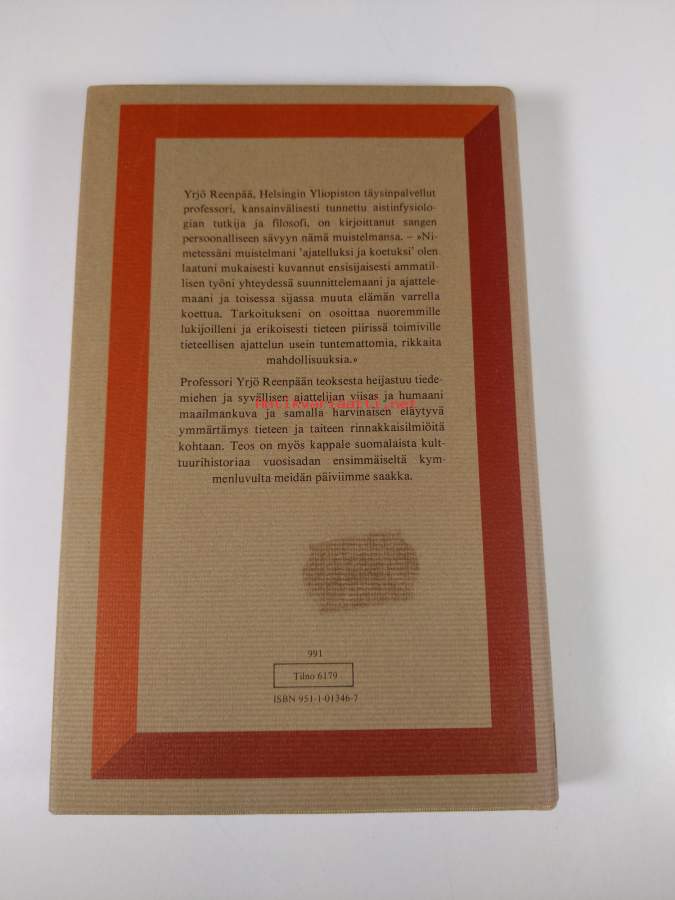 Yrjö Reenpää, Helsingin Yliopiston täysinpalvellut
professori, kansainvälisesti tunnettu aistinfysiolo-
gian tutkija ja filosofi, on kirjoittanut sangen
persoonalliseen sävyyn nämä muistelmansa. – »Ni-
metessäni muistelmani 'ajatelluksi ja koetuksi' olen
laatuni mukaisesti kuvannut ensisijaisesti ammatil-
lisen työni yhteydessä suunnittelemaani ja ajattele-
maani ja toisessa sijassa muuta elämän varrella
koettua. Tarkoitukseni on osoittaa nuoremmille
lukijoilleni ja erikoisesti tieteen piirissä toimiville
tieteellisen ajattelun usein tuntemattomia, rikkaita
mahdollisuuksia.»
Professori Yrjö Reenpään teoksesta heijastuu tiede-
miehen ja syvällisen ajattelijan viisas ja humaani
Antikvariaatti.net
maailmankuva ja samalla harvinaisen eläytyvä
ymmärtämys tieteen ja taiteen rinnakkaisilmiöitä
kohtaan. Teos on myös kappale suomalaista kult-
tuurihistoriaa vuosisadan ensimmäiseltä kym-
menluvulta meidän päiviimme saakka.
991
Tilno 6179
ISBN 951-1-01346-7